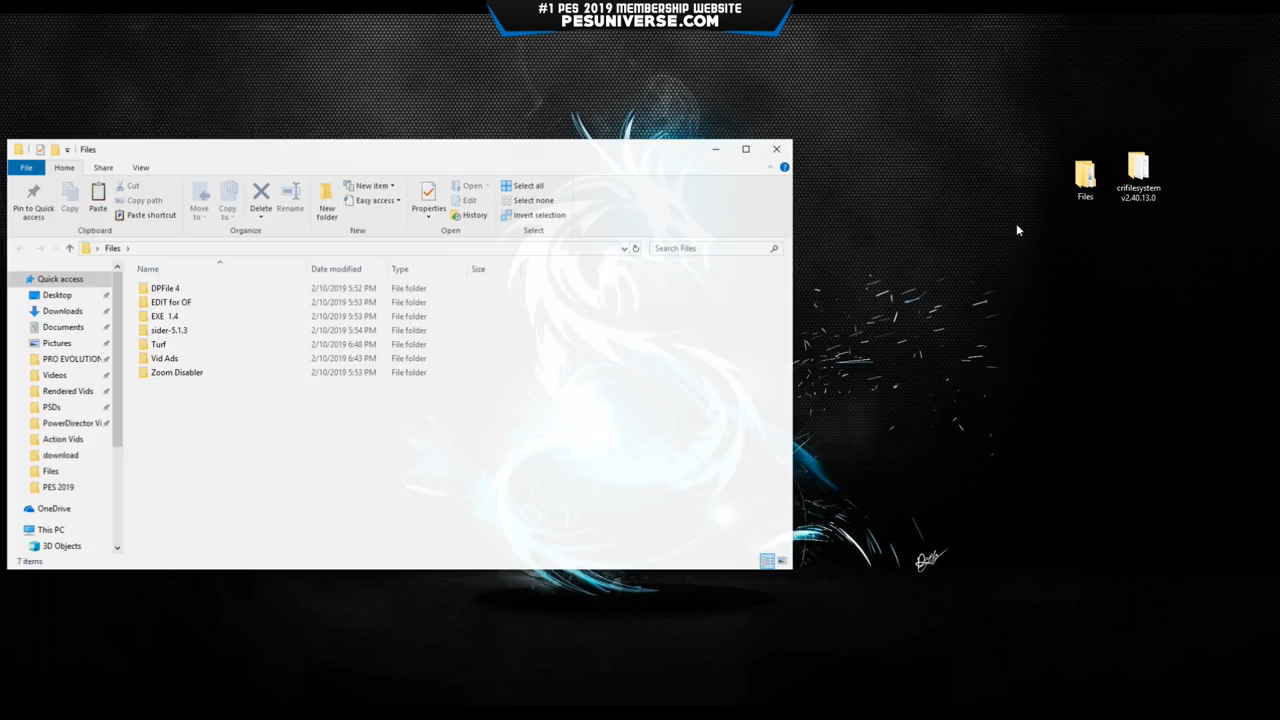 #1 PES 2019 MEMBERSHIP WEBSITE
PESUNIVERSE.COM
Files
File Home Share View
Pin to Quick access
Copy
Paste
Cut
Copy path
Paste shortcut
Clipboard
Move to
Copy to
Delete
Rename
Organize
New folder
New item
Easy access
New
Properties
Open
Edit
History
Open
Select all
Select none
Invert selection
Select
Files
Search Files
Quick access
Desktop
Downloads
Documents
Pictures
PRO EVOLUTION
Videos
Rendered Vids
PSDs
PowerDirector Vi
Action Vids
download
Files
PES 2019
OneDrive
This PC
3D Objects
Name Date modified Type Size
DPFile 4 2/10/2019 5:52 PM File folder
EDIT for OF 2/10/2019 5:53 PM File folder
EXE 1.4 2/10/2019 5:53 PM File folder
sider-5.1.3 2/10/2019 5:54 PM File folder
Turf 2/10/2019 6:48 PM File folder
Vid Ads 2/10/2019 6:43 PM File folder
Zoom Disabler 2/10/2019 5:53 PM File folder
7 items
Files
crifilesystem
v2.40.13.0